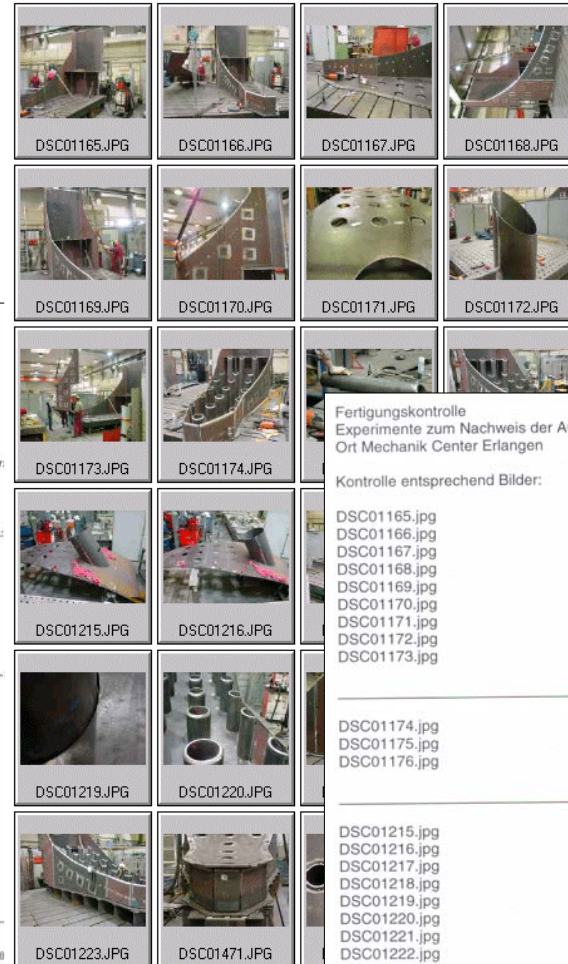 DSC01165.JPG
DSC01166.JPG
DSC01167.JPG
DSC01168.JPG
DSC01169.JPG
DSC01170.JPG
DSC01171.JPG
DSC01172.JPG
DSC01173.JPG
DSC01174.JPG
DSC01215.JPG
DSC01216.JPG
DSC01219.JPG
DSC01220.JPG
DSC01223.JPG
DSC01471.JPG
Fertigungskontrolle
Experimente zum Nachweis der
Ort Mechanik Center Erlangen
Kontrolle entsprechend Bilder:
DSC01165.jpg
DSC01166.jpg
DSC01167.jpg
DSC01168.jpg
DSC01169.jpg
DSC01170.jpg
DSC01171.jpg
DSC01172.jpg
DSC01173.jpg
DSC01174.jpg
DSC01175.jpg
DSC01176.jpg
DSC01215.jpg
DSC01216.jpg
DSC01217.jpg
DSC01218.jpg
DSC01219.jpg
DSC01220.jpg
DSC01221.jpg
DSC01222.jpg